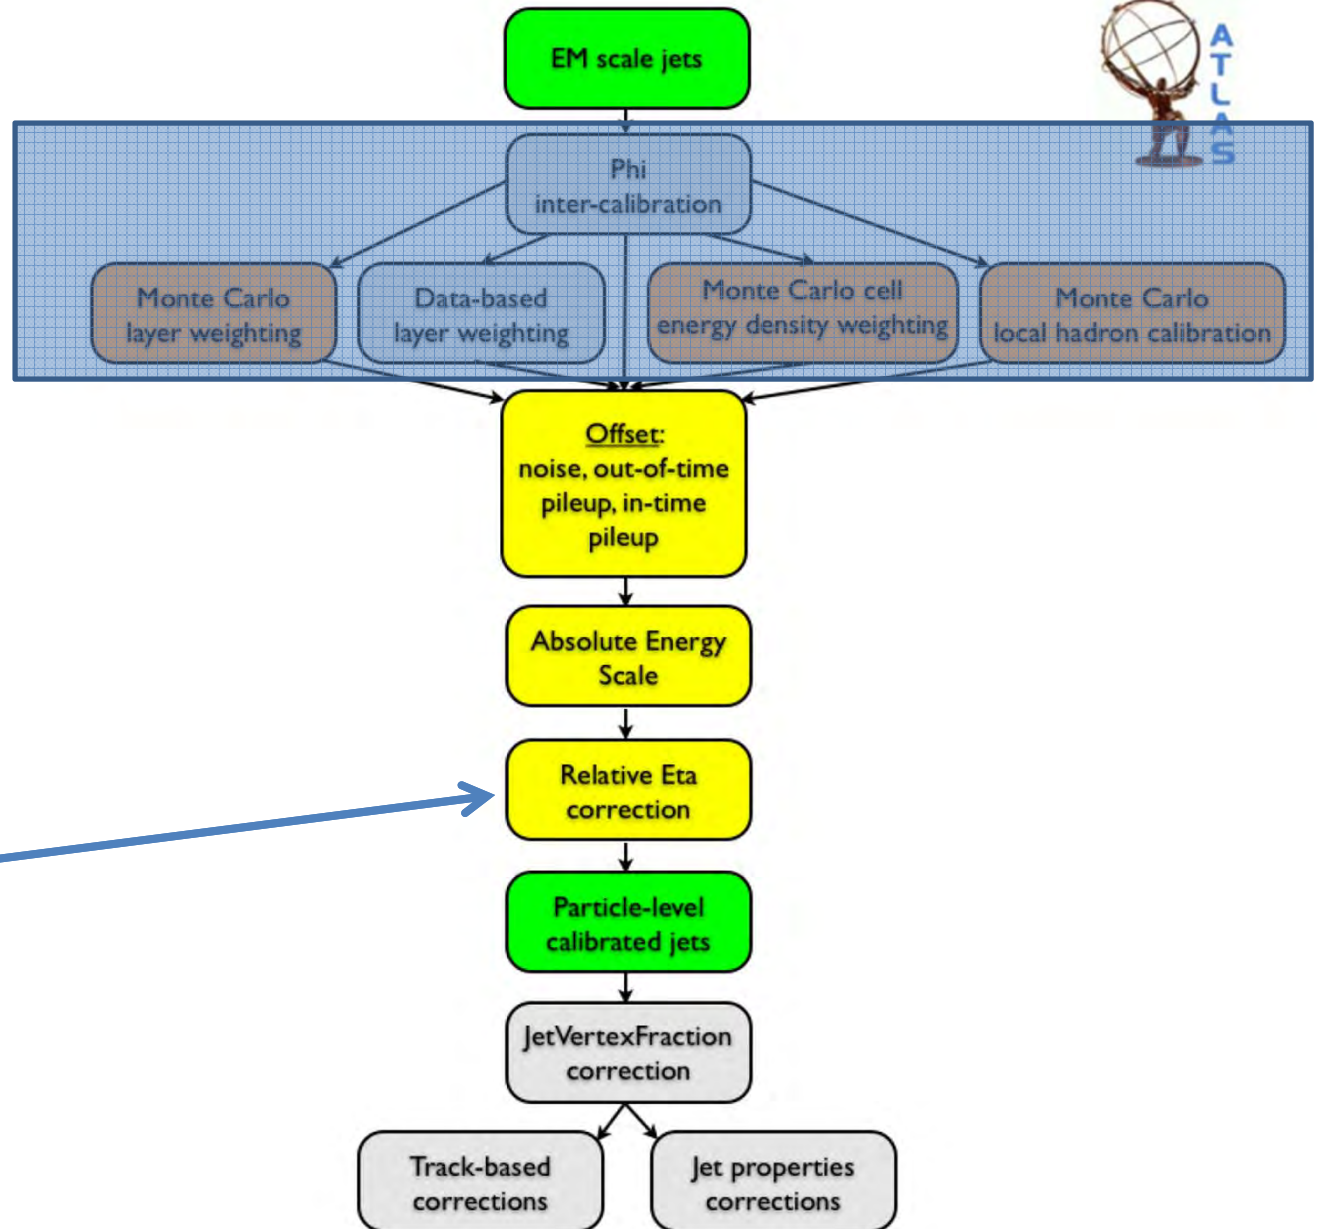 EM scale jets
ATLAS
Phi
inter-calibration
Monte Carlo
layer weighting
Data-based
layer weighting
Monte Carlo cell
energy density weighting
Monte Carlo
local hadron calibration
Offset:
noise, out-of-time
pileup, in-time
pileup
Absolute Energy
Scale
Relative Eta
correction
Particle-level
calibrated jets
JetVertexFraction
correction
Track-based
corrections
Jet properties
corrections